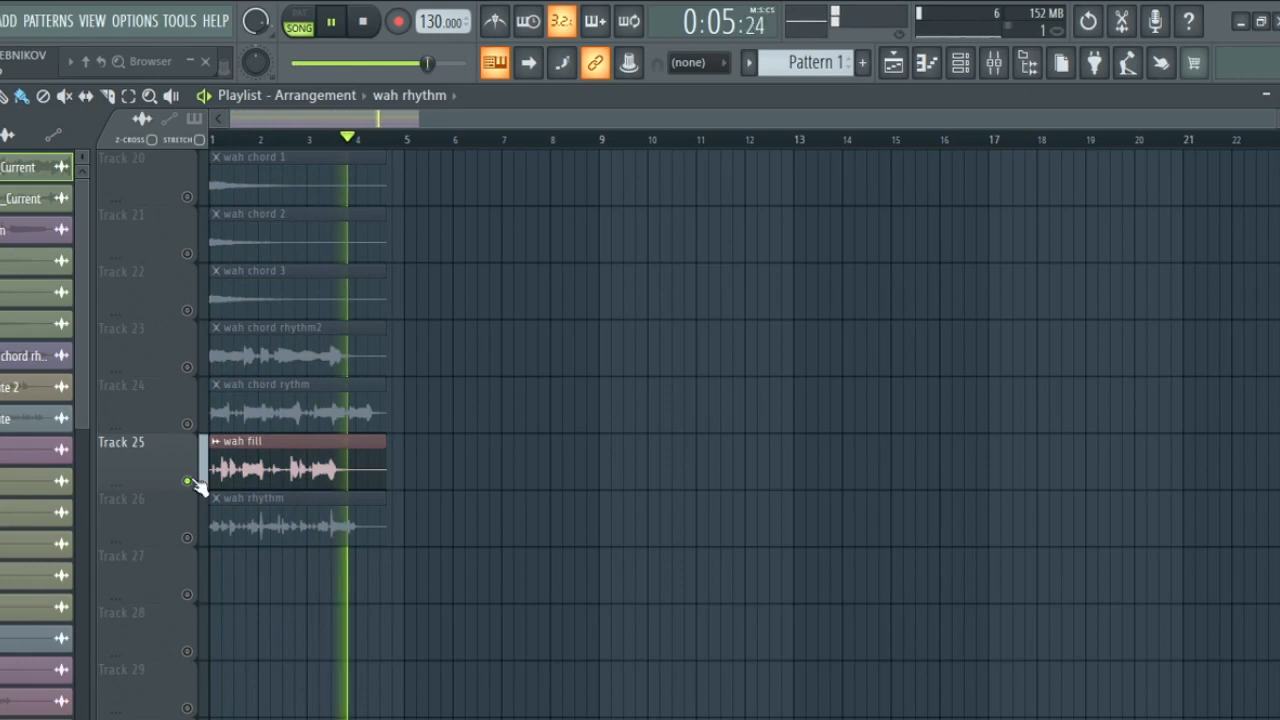 ADD PATTERNS VIEW OPTIONS TOOLS HELP
PAT
SONG
130.000
3.2.
0:05:24
M:S:CS
6
152 MB
1
EBNIKOV
Browser
(none)
Pattern 1
Playlist - Arrangement › wah rhythm ›
Z-CROSS
STRETCH
1 2 3 4 5 6 7 8 9 10 11 12 13 14 15 16 17 18 19 20 21 22
_Current
_Current
m
chord rh..
te 2
te
Track 20
wah chord 1
Track 21
wah chord 2
Track 22
wah chord 3
Track 23
wah chord rhythm2
Track 24
wah chord rythm
Track 25
wah fill
Track 26
wah rhythm
Track 27
Track 28
Track 29